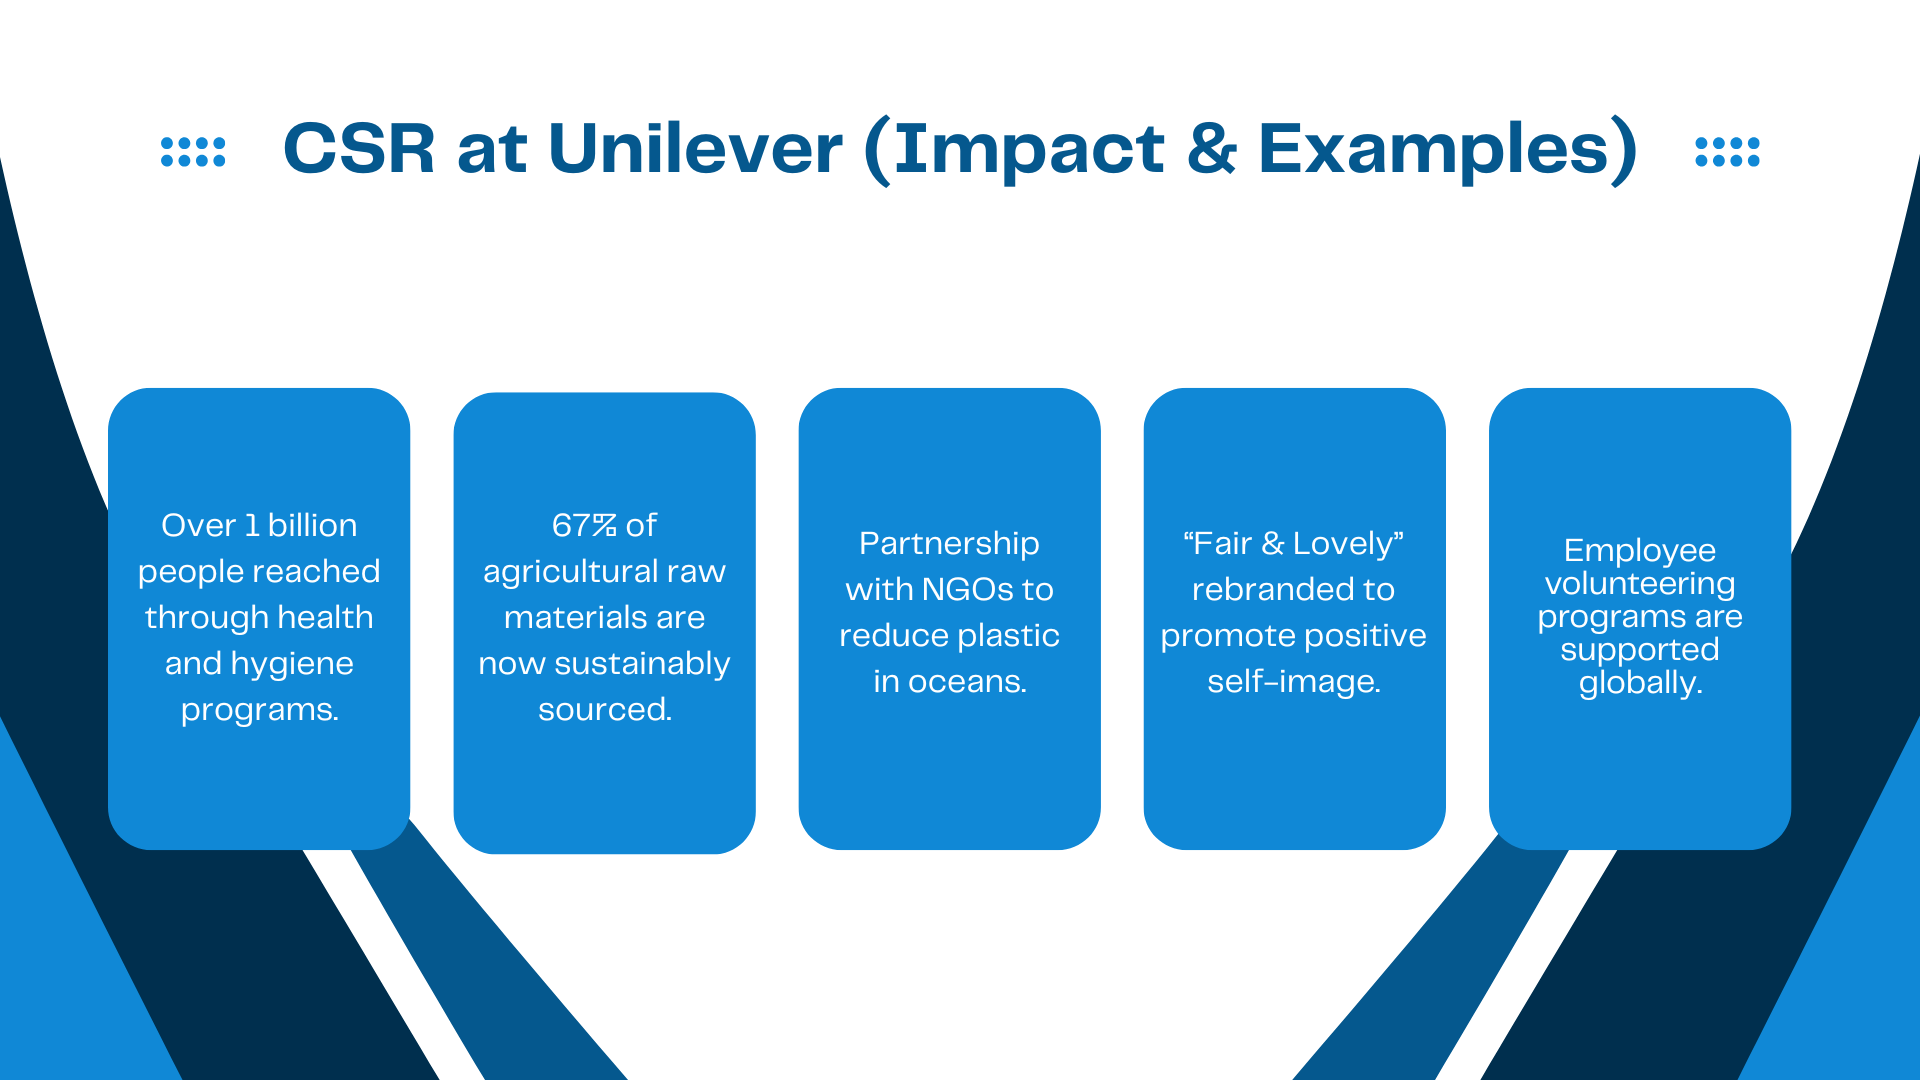 CSR at Unilever (Impact & Examples)
Over 1 billion
people reached
through health
and hygiene
programs.
67% of
agricultural raw
materials are
now sustainably
sourced.
Partnership
with NGOs to
reduce plastic
in oceans.
“Fair & Lovely”
rebranded to
promote positive
self-image.
Employee
volunteering
programs are
supported
globally.